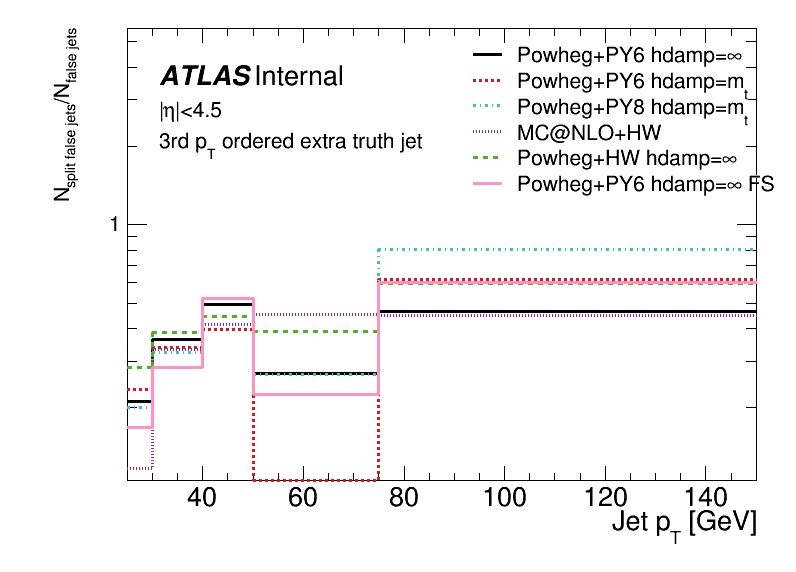 N_split false jets/N_false jets
ATLAS Internal
|η|<4.5
3rd p_T ordered extra truth jet
Powheg+PY6 hdamp=∞
Powheg+PY6 hdamp=m_t
Powheg+PY8 hdamp=m_t
MC@NLO+HW
Powheg+HW hdamp=∞
Powheg+PY6 hdamp=∞ FS
1
40 60 80 100 120 140
Jet p_T [GeV]